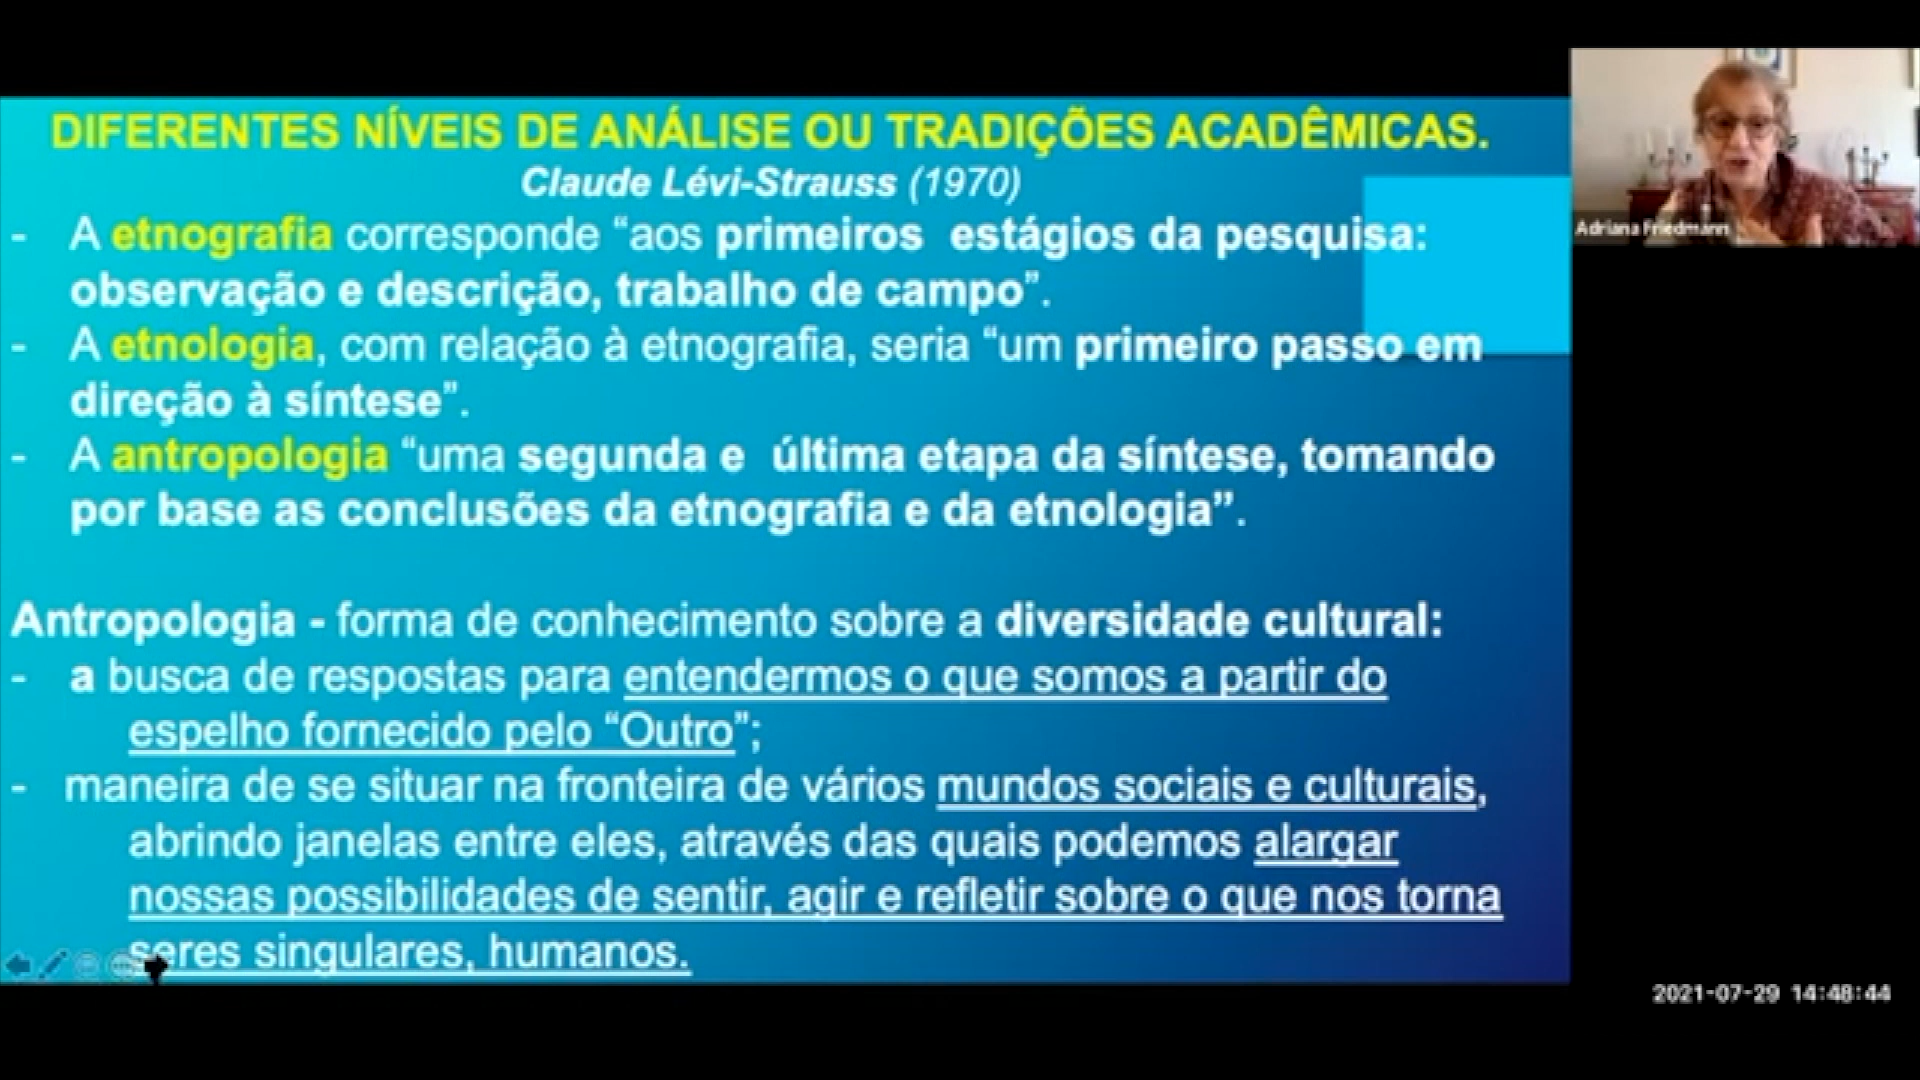 DIFERENTES NÍVEIS DE ANÁLISE OU TRADIÇÕES ACADÊMICAS.
Claude Lévi-Strauss (1970)
- A etnografia corresponde “aos primeiros estágios da pesquisa:
observação e descrição, trabalho de campo”.
- A etnologia, com relação à etnografia, seria “um primeiro passo em
direção à síntese”.
- A antropologia “uma segunda e última etapa da síntese, tomando
por base as conclusões da etnografia e da etnologia”.
Antropologia - forma de conhecimento sobre a diversidade cultural:
- a busca de respostas para entendermos o que somos a partir do
espelho fornecido pelo “Outro”;
- maneira de se situar na fronteira de vários mundos sociais e culturais,
abrindo janelas entre eles, através das quais podemos alargar
nossas possibilidades de sentir, agir e refletir sobre o que nos torna
seres singulares, humanos.
Adriana Friedmann
2021-07-29 14:48:44